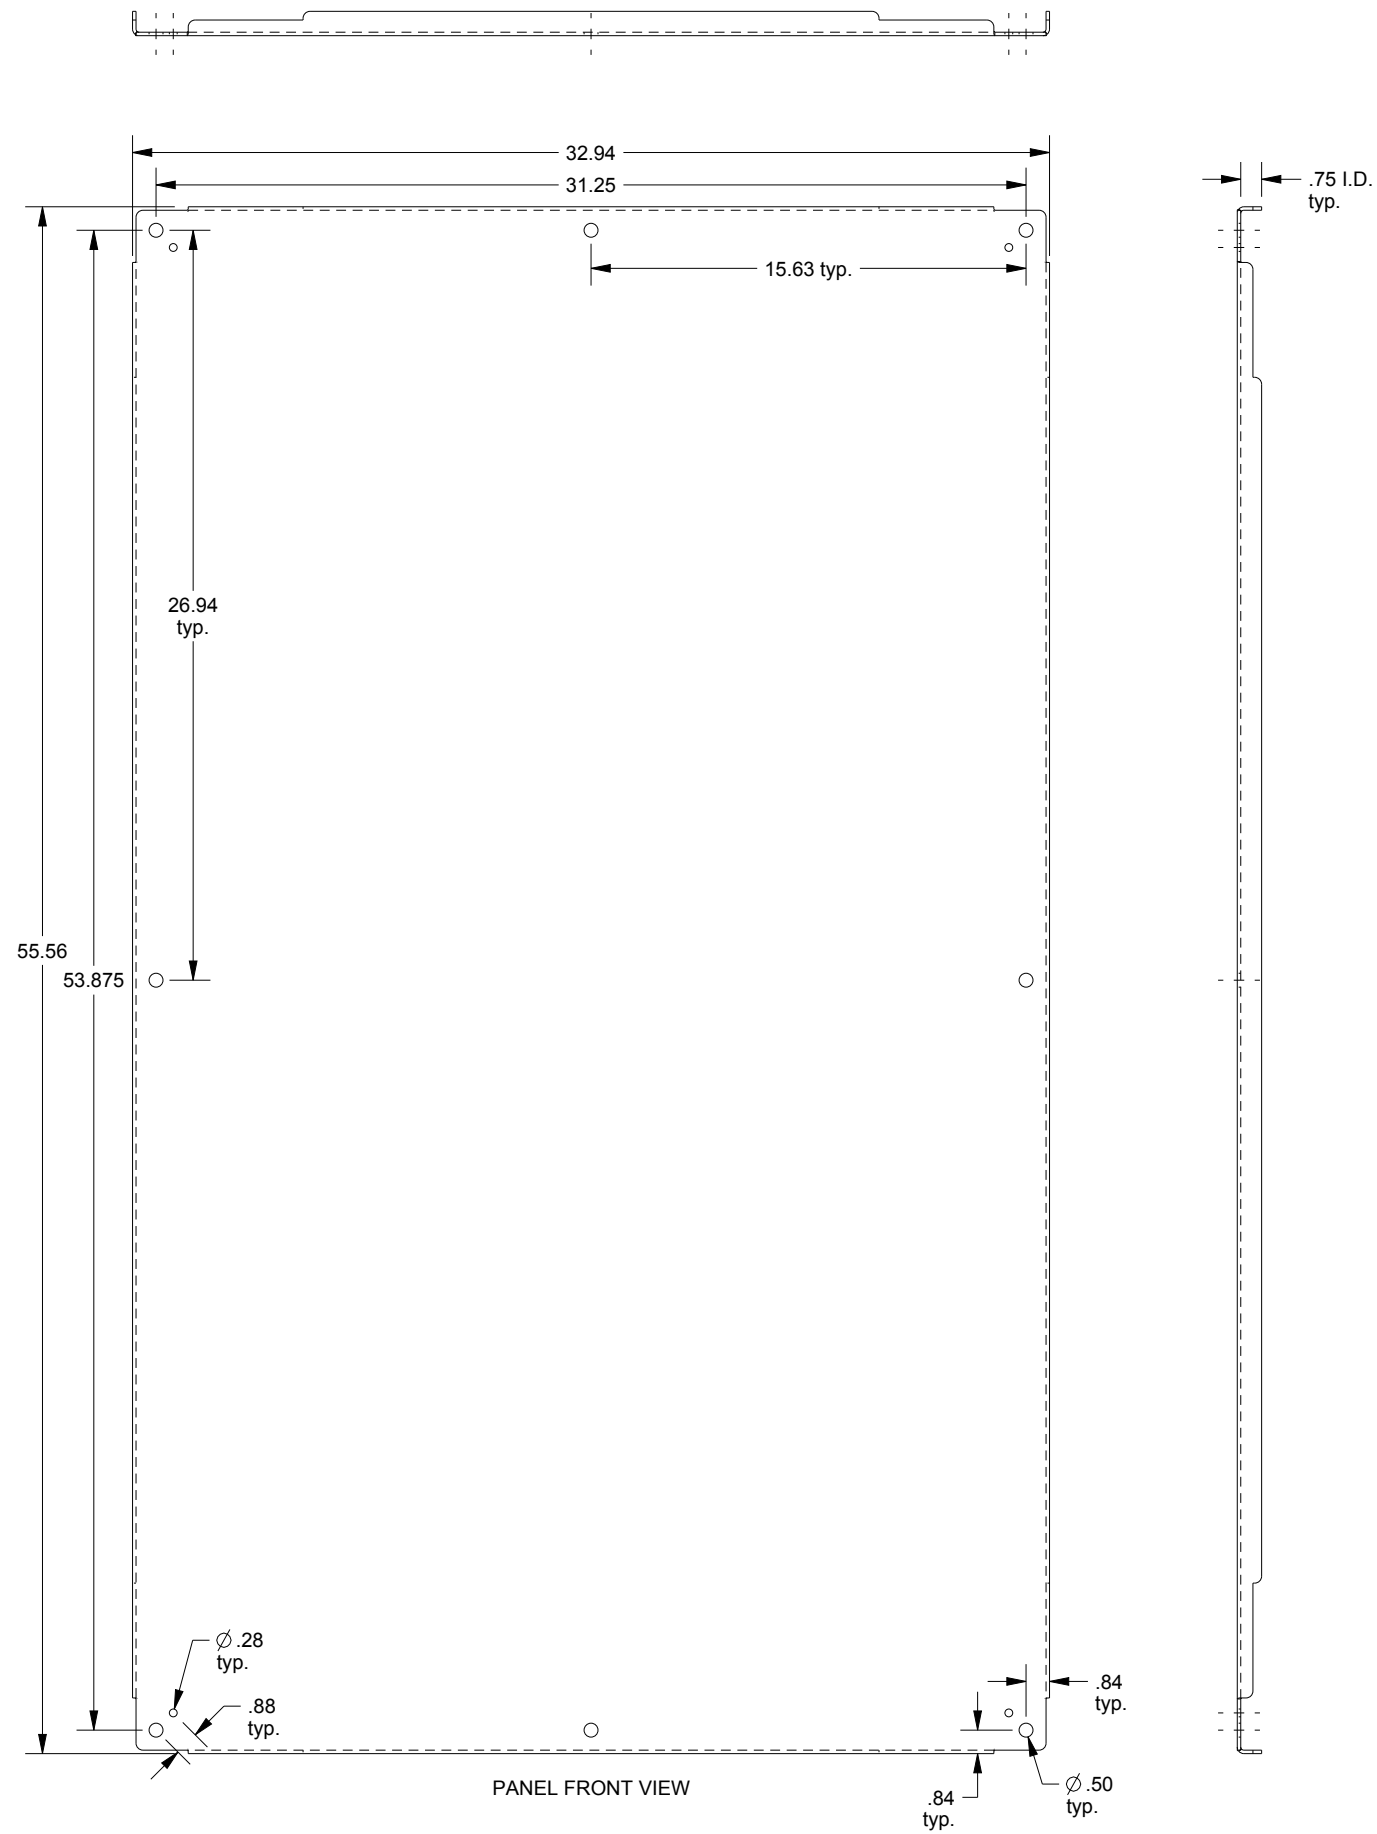 32.94
31.25
.75 I.D.
typ.
15.63 typ.
26.94
typ.
55.56
53.875
Ø .28
typ.
.88
typ.
.84
typ.
PANEL FRONT VIEW
.84
typ.
Ø .50
typ.